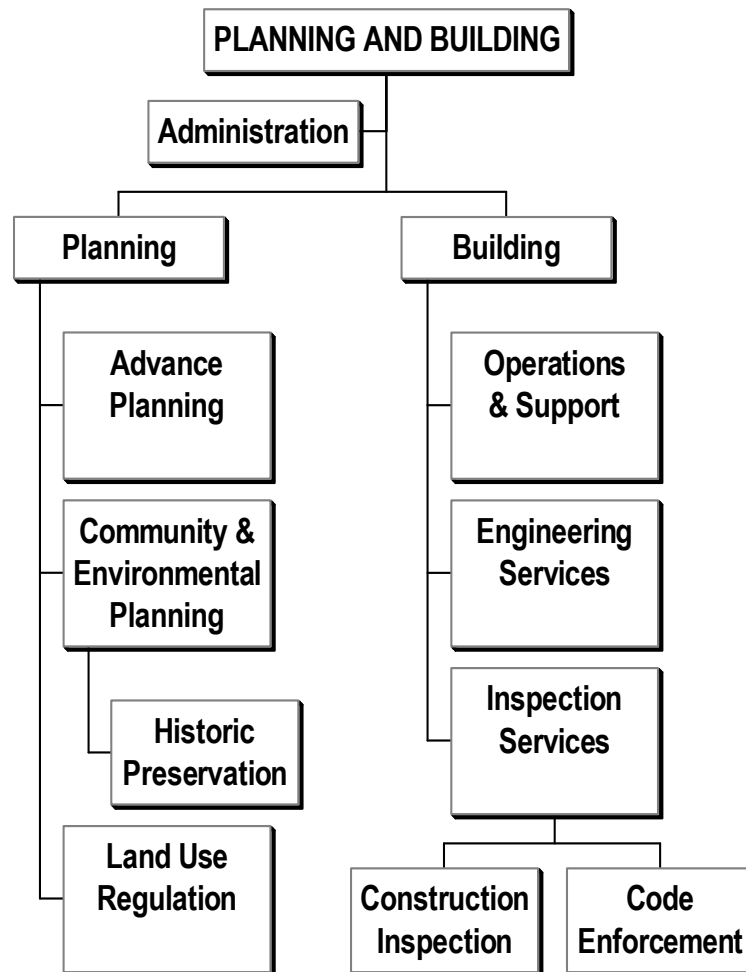 PLANNING AND BUILDING
Administration
Planning
Building
Advance
Planning
Operations
& Support
Community &
Environmental
Planning
Engineering
Services
Historic
Preservation
Inspection
Services
Land Use
Regulation
Construction
Inspection
Code
Enforcement